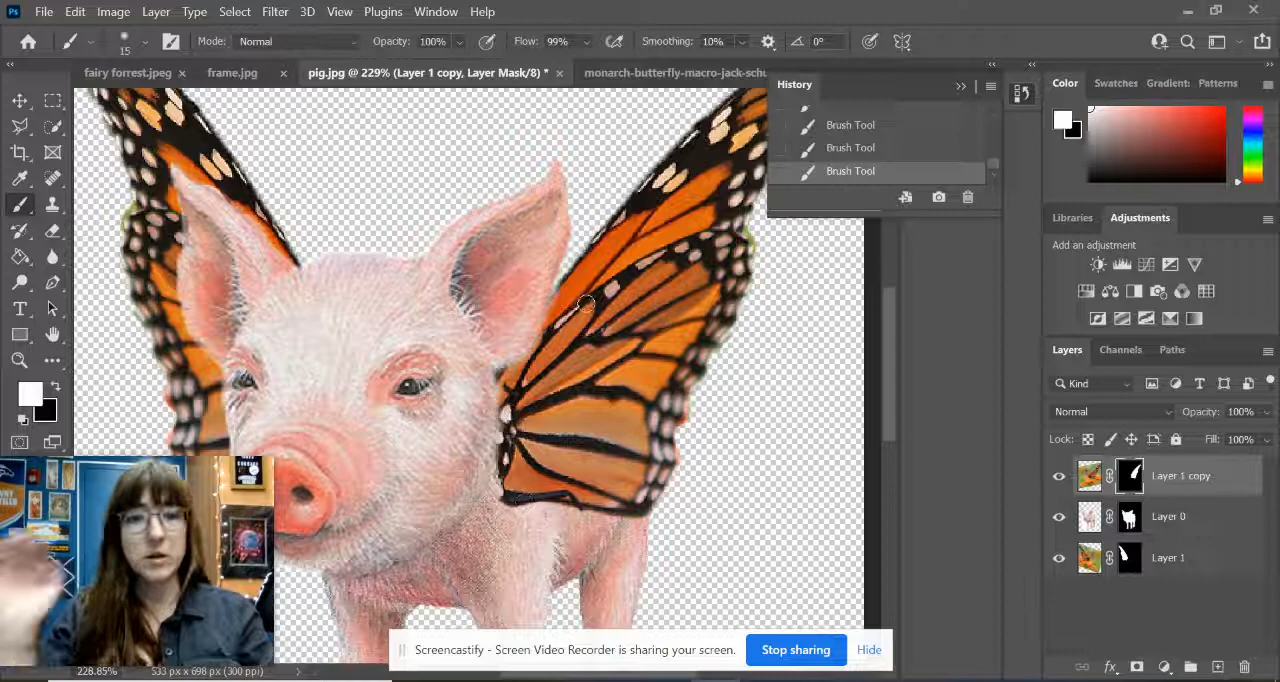 Ps File Edit Image Layer Type Select Filter 3D View Plugins Window Help
15 Mode: Normal Opacity: 100% Flow: 99% Smoothing: 10% 0°
fairy forrest.jpeg × frame.jpg × pig.jpg @ 229% (Layer 1 copy, Layer Mask/8) * × monarch-butterfly-macro-jack-schu
History
Brush Tool
Brush Tool
Brush Tool
Color Swatches Gradient: Patterns
Libraries Adjustments
Add an adjustment
Layers Channels Paths
Kind
Normal Opacity: 100%
Lock: Fill: 100%
Layer 1 copy
Layer 0
Layer 1
Screencastify - Screen Video Recorder is sharing your screen. Stop sharing Hide
228.85% 533 px x 698 px (300 ppi)